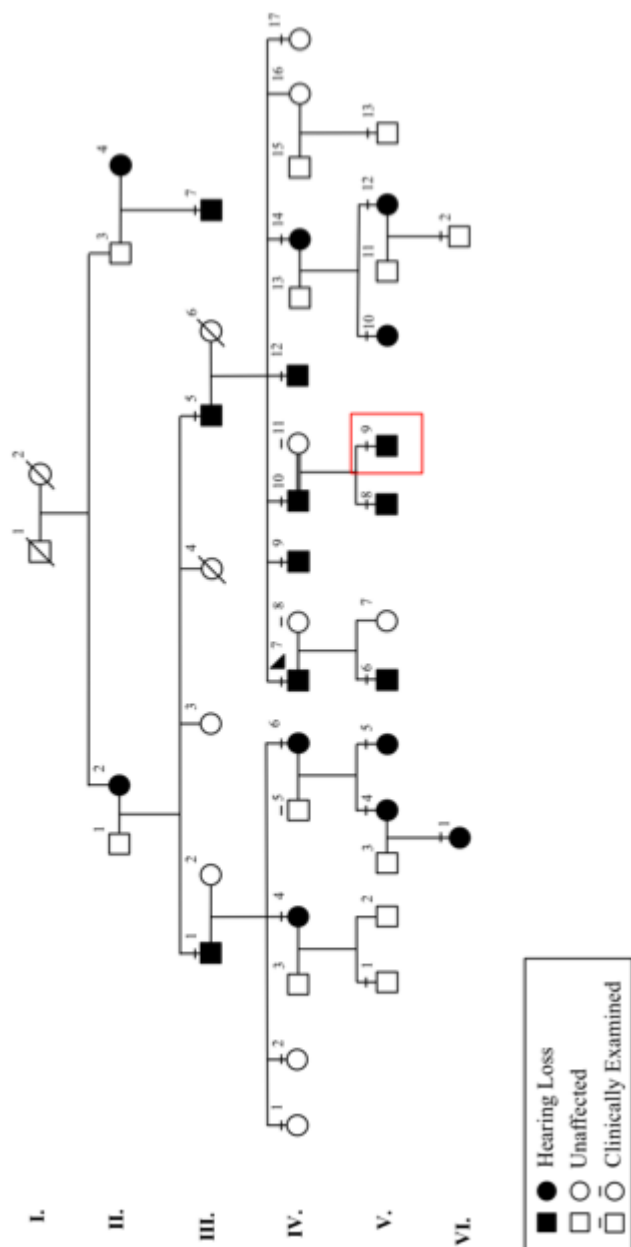 I.
1 2
II.
1 2 3 4
III.
1 2 3 4 5 6 7
IV.
1 2 3 4 5 6 7 8 9 10 11 12 13 14 15 16 17
V.
1 2 3 4 5 6 7 8 9 10 11 12 13
VI.
1 2
Hearing Loss
Unaffected
Clinically Examined